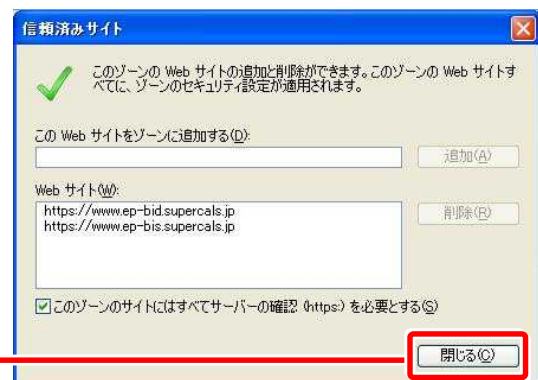 信頼済みサイト
このゾーンの Web サイトの追加と削除ができます。このゾーンの Web サイトす
べてに、ゾーンのセキュリティ設定が適用されます。
この Web サイトをゾーンに追加する(D):
追加(A)
Web サイト(W):
https://www.ep-bid.supercals.jp
https://www.ep-bis.supercals.jp
削除(R)
このゾーンのサイトにはすべてサーバーの確認 (https:) を必要とする(S)
閉じる(C)